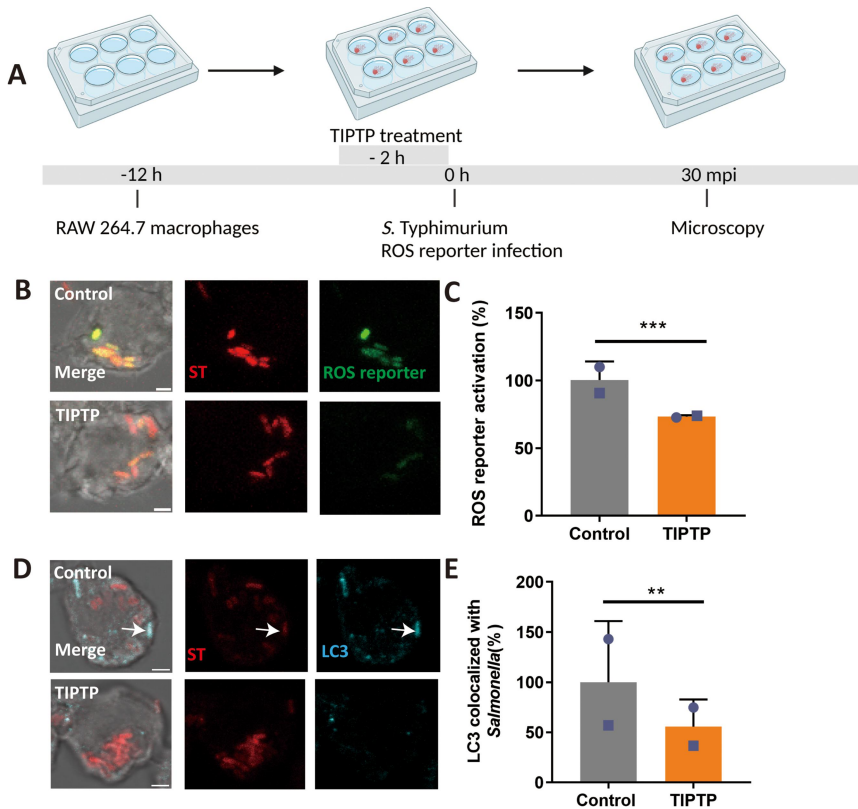 A
TIPTP treatment
- 2 h
-12 h 0 h 30 mpi
RAW 264.7 macrophages S. Typhimurium Microscopy
ROS reporter infection
B
Control
Merge ST ROS reporter
TIPTP
C
ROS reporter activation (%)
150
100
50
0
***
Control TIPTP
D
Control
Merge ST LC3
TIPTP
E
LC3 colocalized with
Salmonella(%)
200
150
100
50
0
**
Control TIPTP